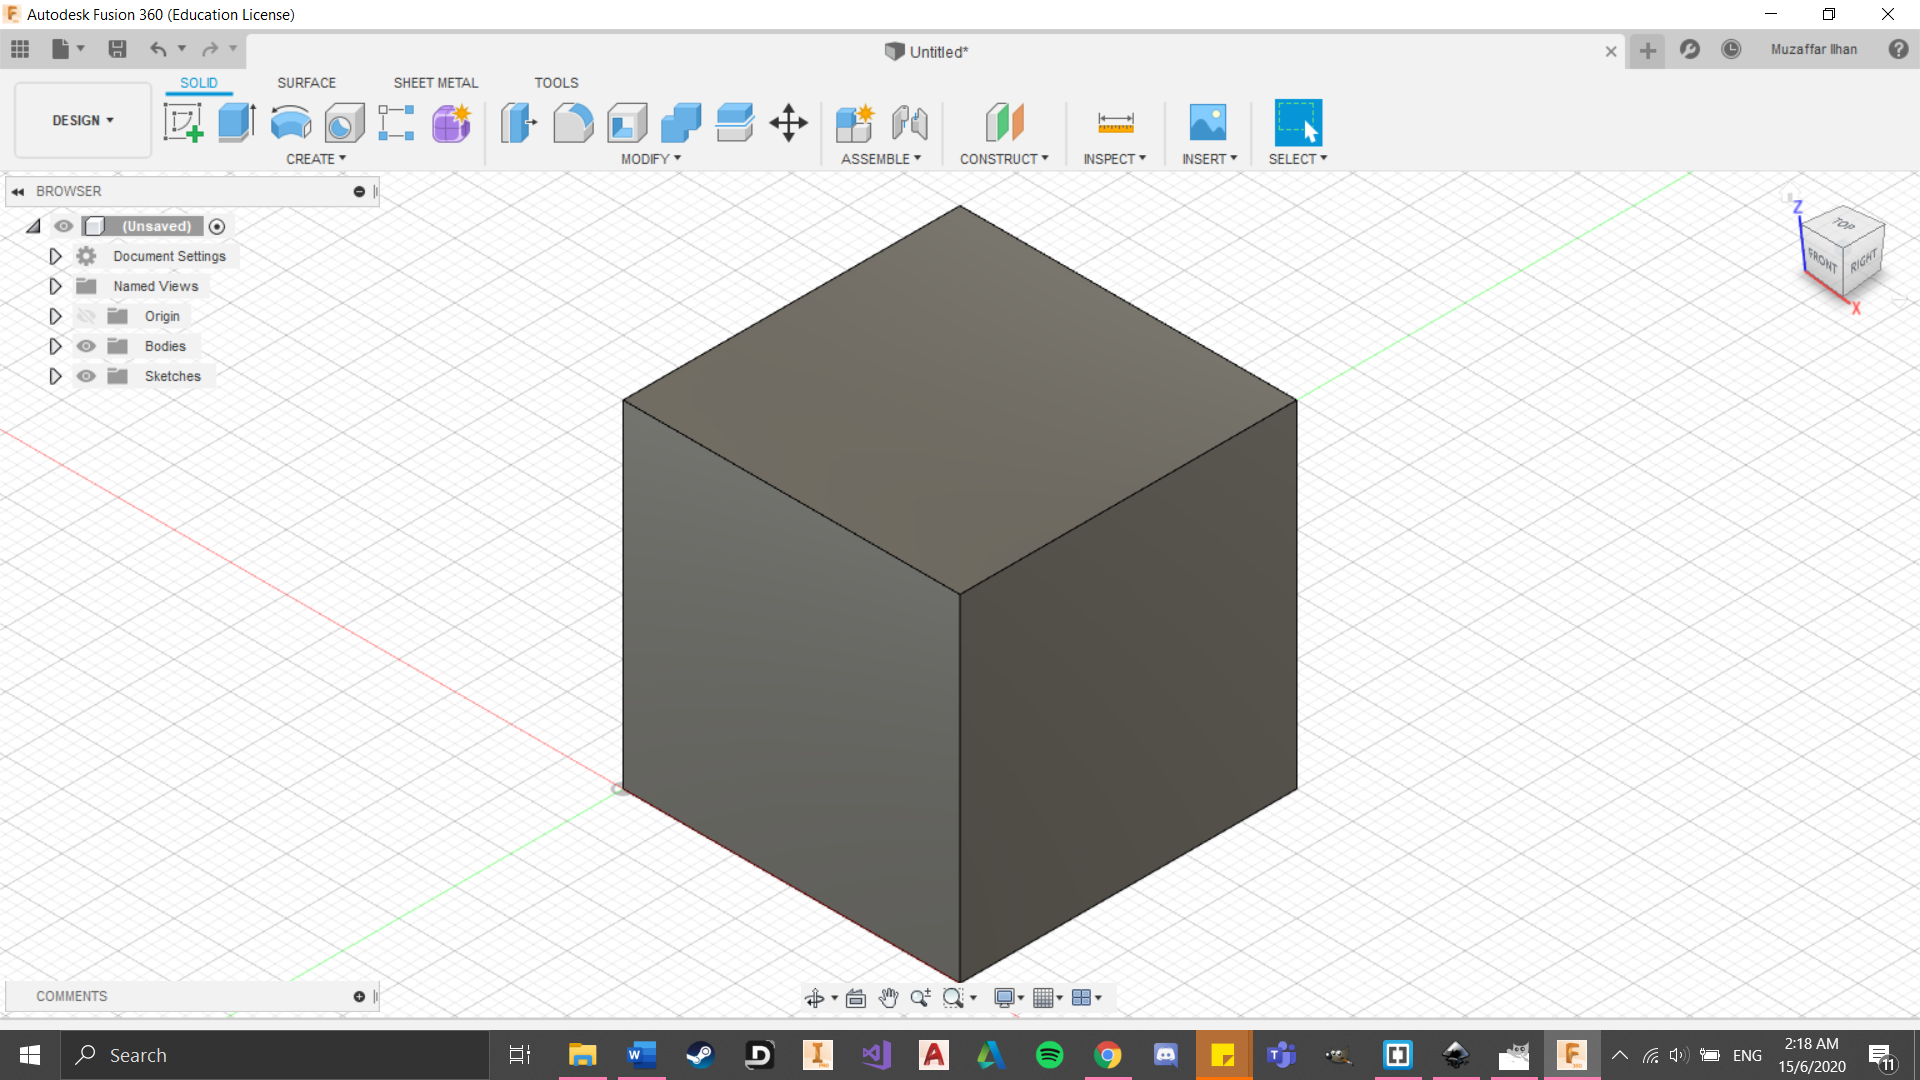 Autodesk Fusion 360 (Education License)
Untitled*
Muzaffar Ilhan
SOLID SURFACE SHEET METAL TOOLS
DESIGN
CREATE MODIFY ASSEMBLE CONSTRUCT INSPECT INSERT SELECT
BROWSER
(Unsaved)
Document Settings
Named Views
Origin
Bodies
Sketches
Z
TOP
FRONT
RIGHT
X
COMMENTS
Search
ENG
2:18 AM
15/6/2020
11